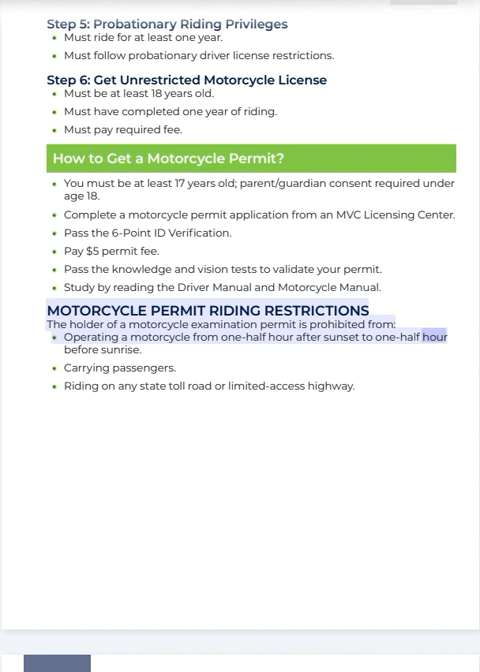 Step 5: Probationary Riding Privileges
• Must ride for at least one year.
• Must follow probationary driver license restrictions.
Step 6: Get Unrestricted Motorcycle License
• Must be at least 18 years old.
• Must have completed one year of riding.
• Must pay required fee.
How to Get a Motorcycle Permit?
• You must be at least 17 years old; parent/guardian consent required under
age 18.
• Complete a motorcycle permit application from an MVC Licensing Center.
• Pass the 6-Point ID Verification.
• Pay $5 permit fee.
• Pass the knowledge and vision tests to validate your permit.
• Study by reading the Driver Manual and Motorcycle Manual.
MOTORCYCLE PERMIT RIDING RESTRICTIONS
The holder of a motorcycle examination permit is prohibited from:
• Operating a motorcycle from one-half hour after sunset to one-half hour
before sunrise.
• Carrying passengers.
• Riding on any state toll road or limited-access highway.